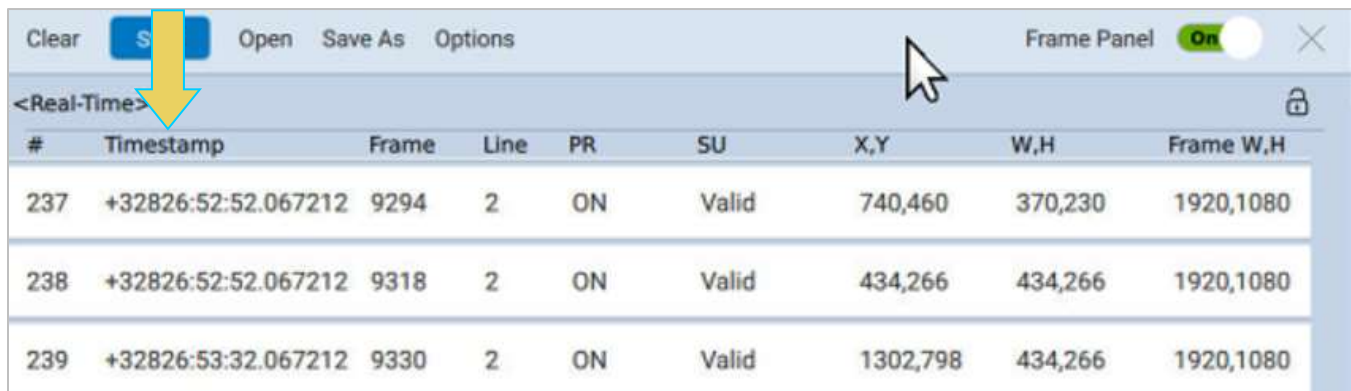 Clear Open Save As Options Frame Panel On
<Real-Time>
# Timestamp Frame Line PR SU X,Y W,H Frame W,H
237 +32826:52:52.067212 9294 2 ON Valid 740,460 370,230 1920,1080
238 +32826:52:52.067212 9318 2 ON Valid 434,266 434,266 1920,1080
239 +32826:53:32.067212 9330 2 ON Valid 1302,798 434,266 1920,1080